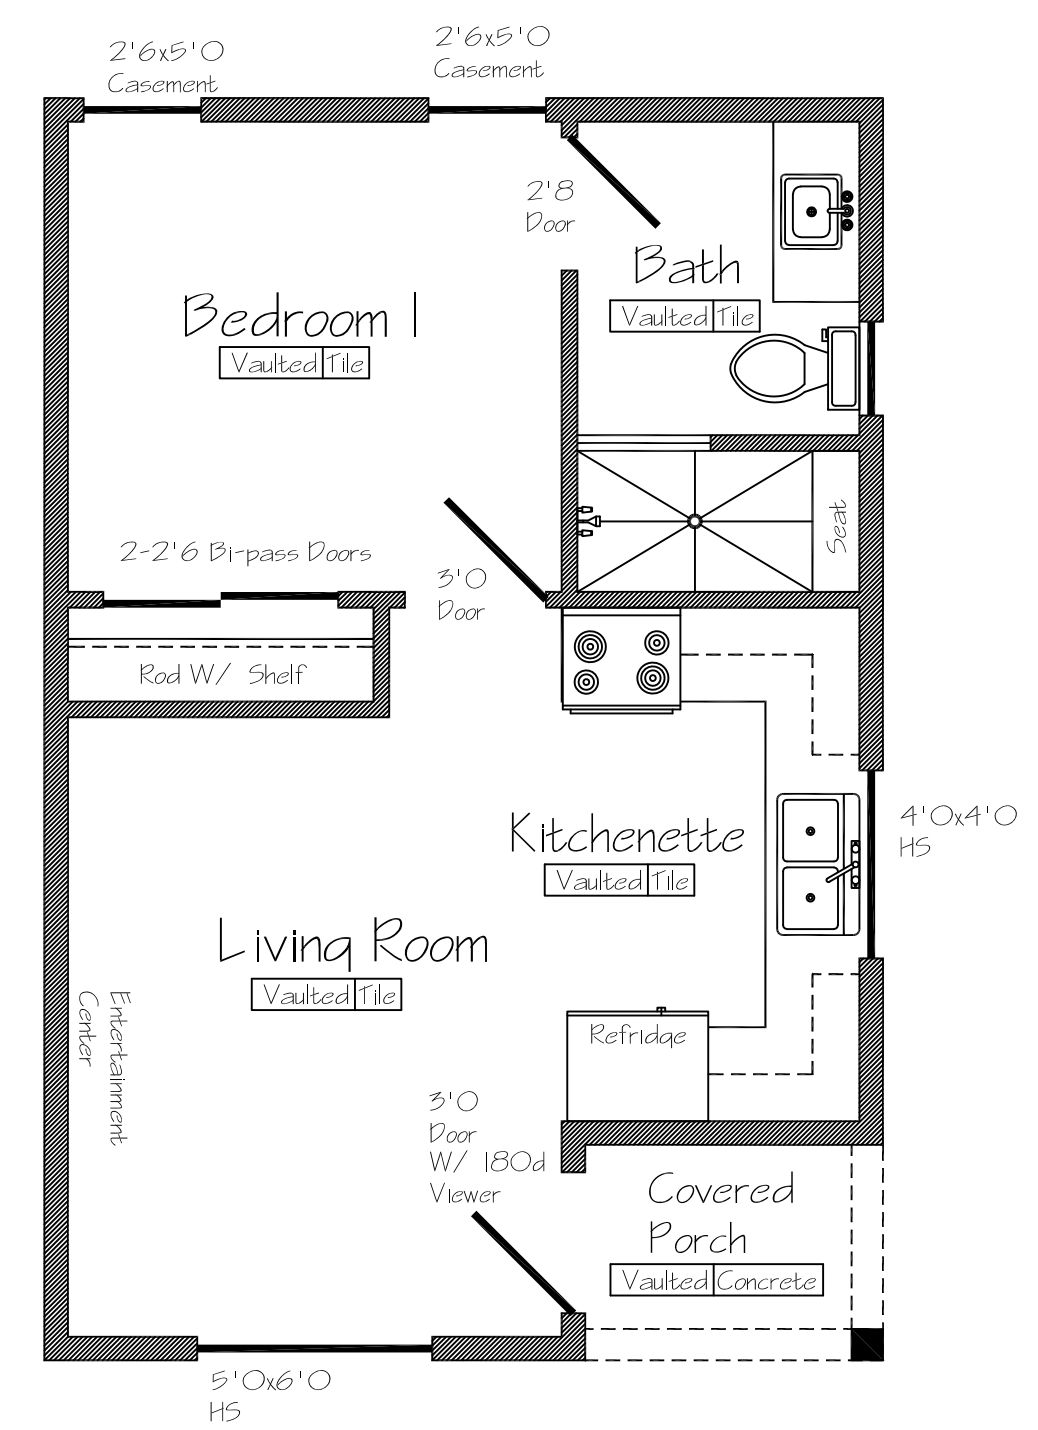 2'6x5'0
Casement
2'6x5'0
Casement
2'8
Door
Bath
Vaulted Tile
Bedroom 1
Vaulted Tile
Seat
2-2'6 Bi-pass Doors
3'0
Door
Rod W/ Shelf
4'0x4'0
HS
Kitchenette
Vaulted Tile
Living Room
Vaulted Tile
Entertainment
Center
Refridge
3'0
Door
W/ 180d
Viewer
Covered
Porch
Vaulted Concrete
5'0x6'0
HS